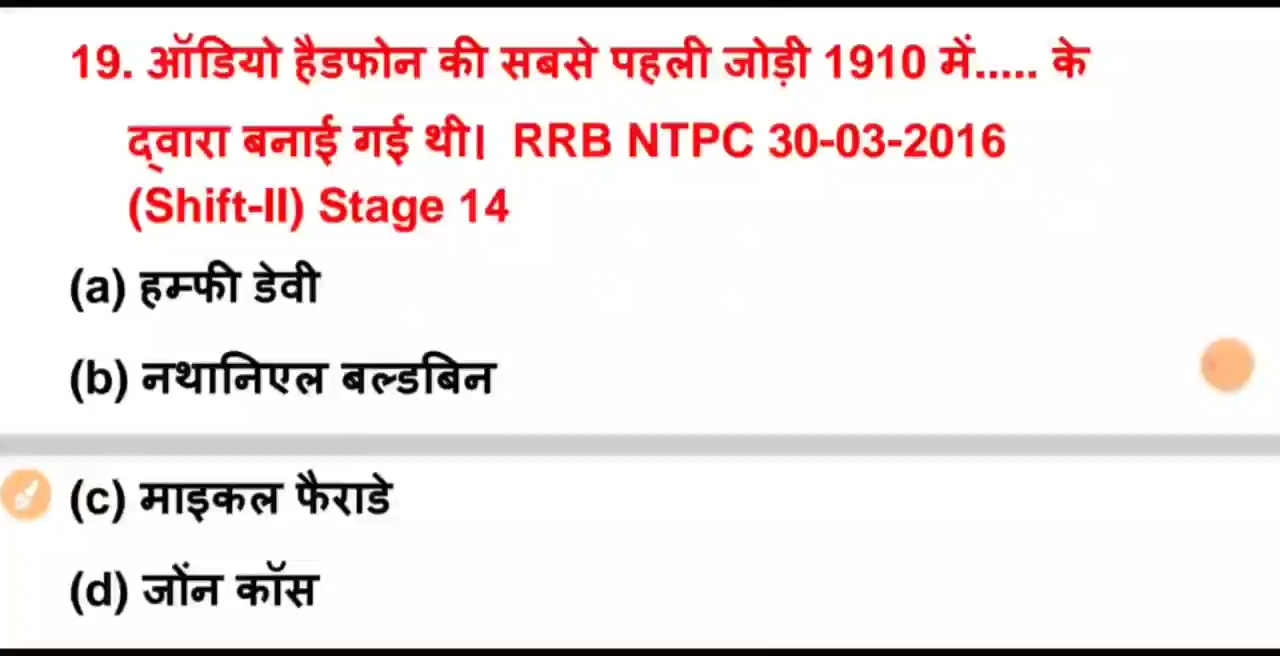 19. ऑडियो हैडफोन की सबसे पहली जोड़ी 1910 में..... के
द्वारा बनाई गई थी| RRB NTPC 30-03-2016
(Shift-II) Stage 14
(a) हम्फी डेवी
(b) नथानिएल बल्डबिन
(c) माइकल फैराडे
(d) जोंन कॉस